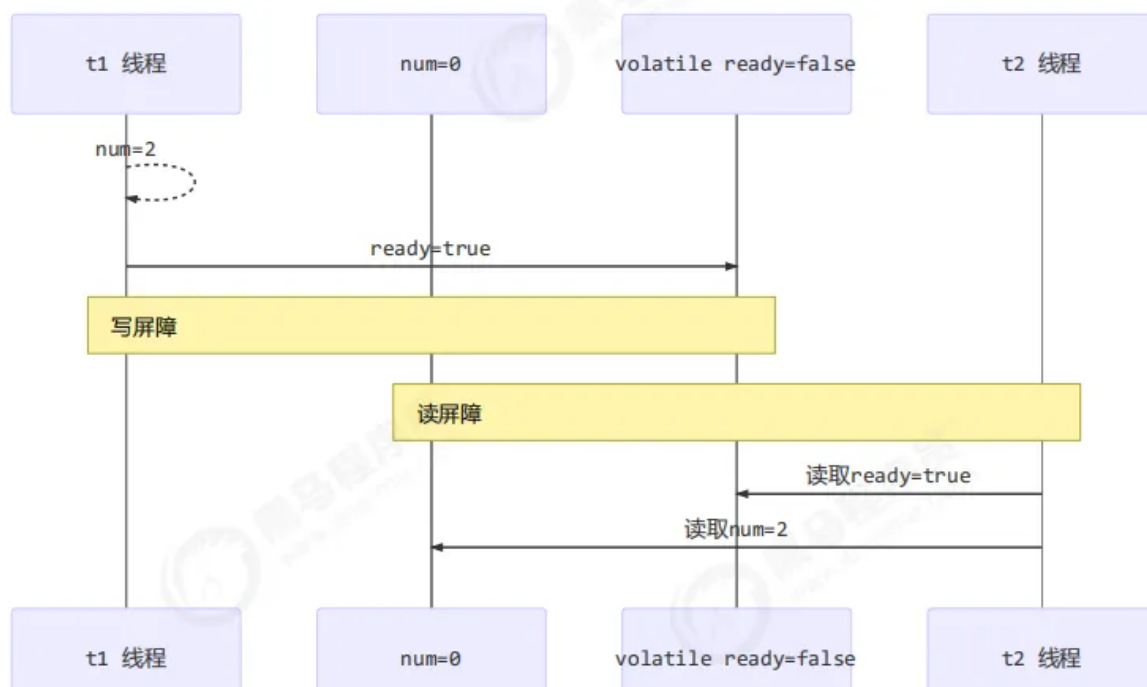 t1 线程
num=0
volatile ready=false
t2 线程
num=2
ready=true
写屏障
读屏障
读取ready=true
读取num=2
t1 线程
num=0
volatile ready=false
t2 线程